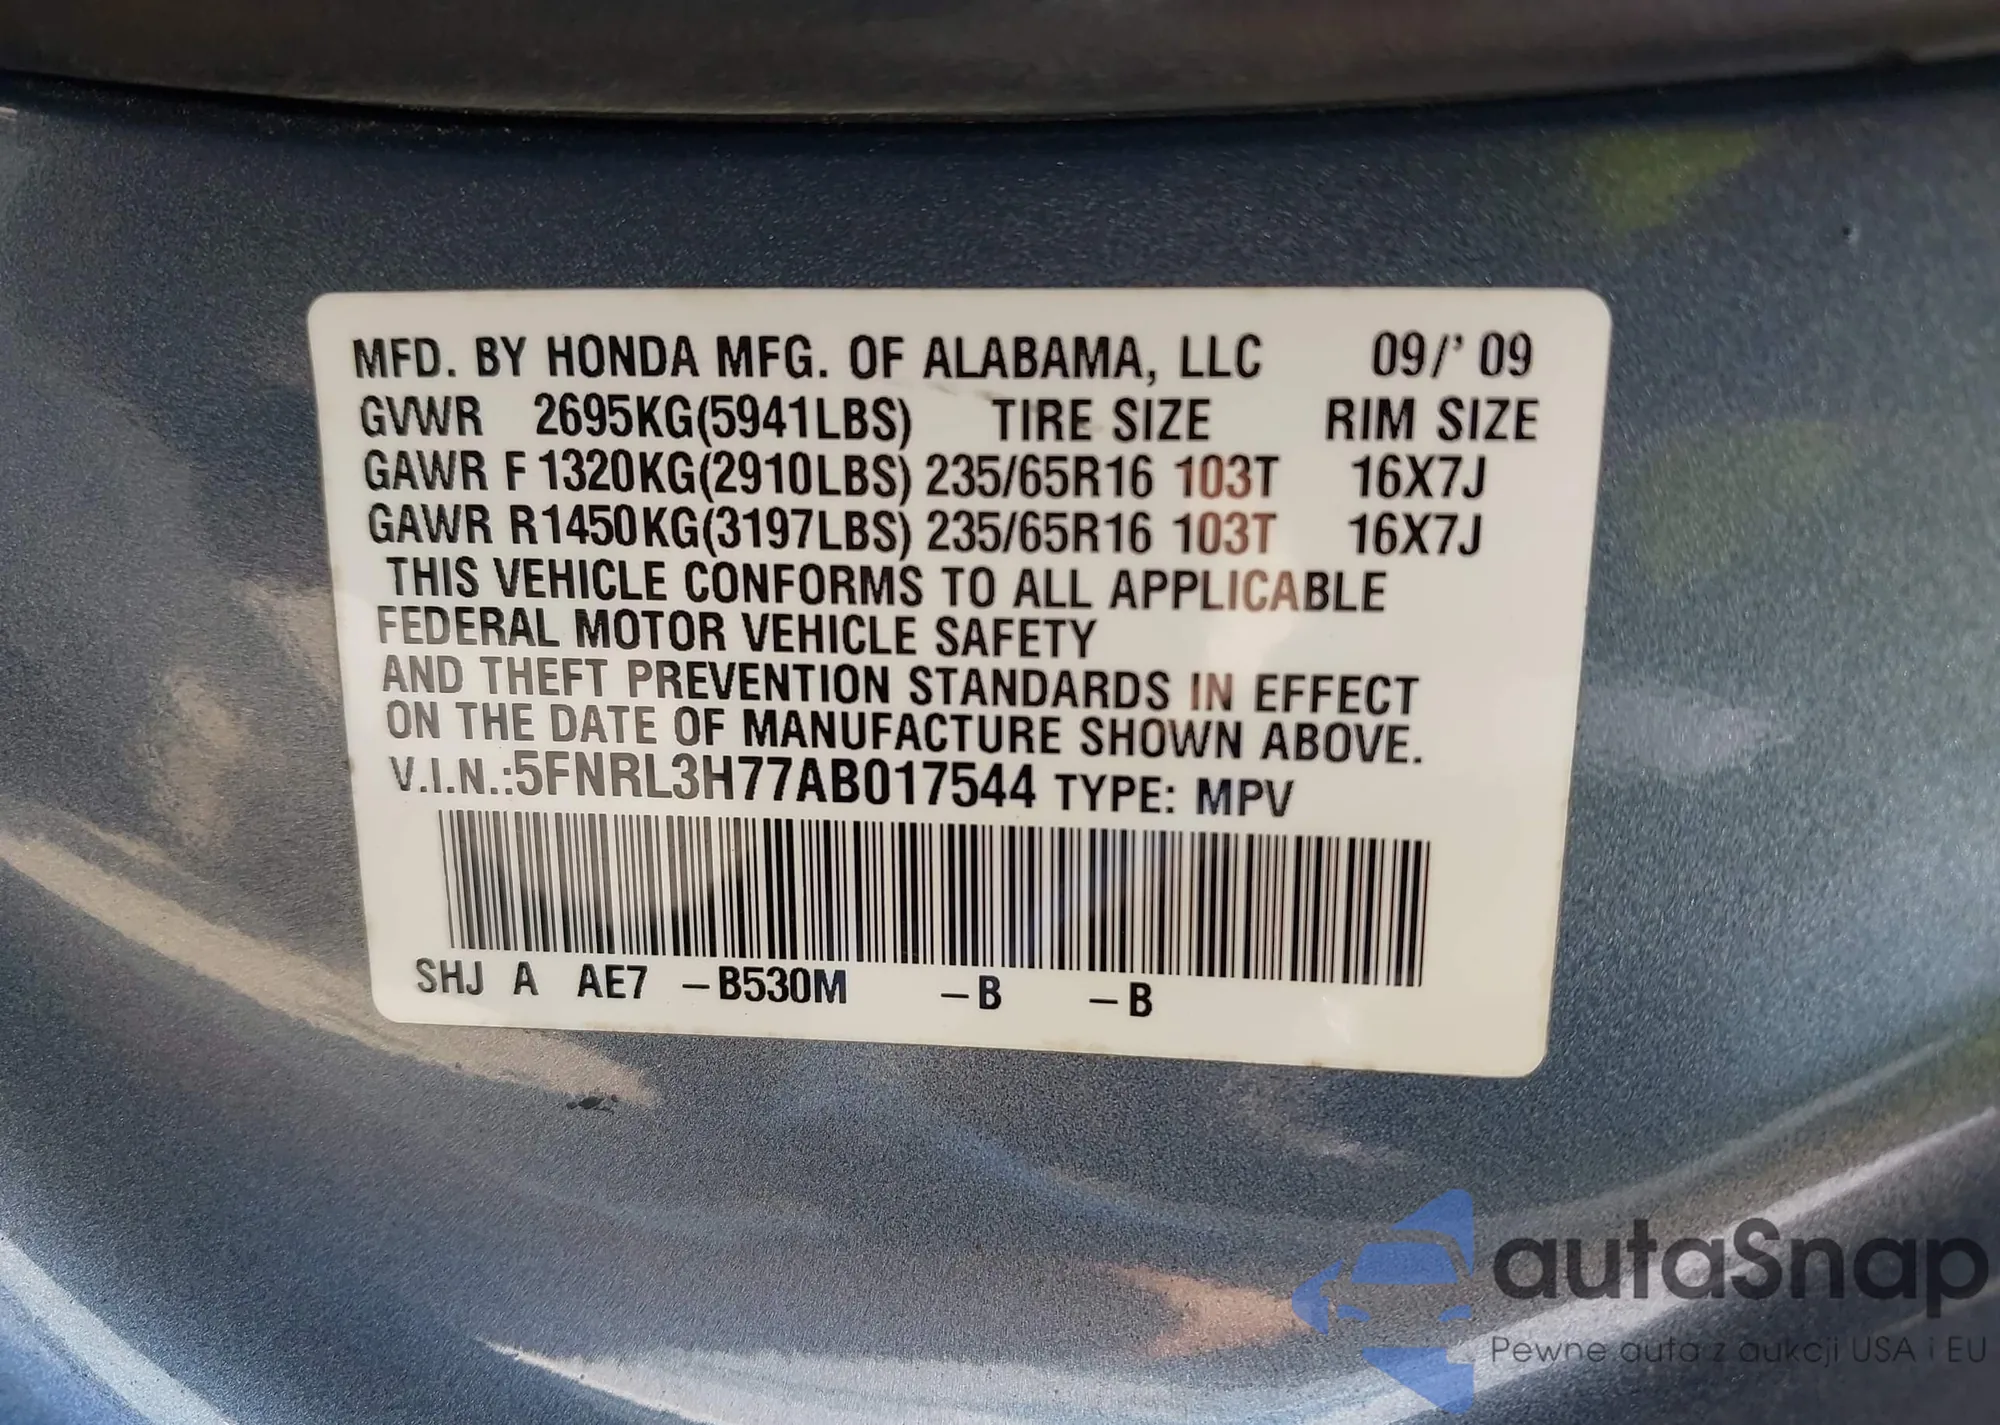 MFD. BY HONDA MFG. OF ALABAMA, LLC 09/' 09
GVWR 2695KG(5941LBS) TIRE SIZE RIM SIZE
GAWR F 1320KG(2910LBS) 235/65R16 103T 16X7J
GAWR R1450KG(3197LBS) 235/65R16 103T 16X7J
THIS VEHICLE CONFORMS TO ALL APPLICABLE
FEDERAL MOTOR VEHICLE SAFETY
AND THEFT PREVENTION STANDARDS IN EFFECT
ON THE DATE OF MANUFACTURE SHOWN ABOVE.
V.I.N.:5FNRL3H77AB017544 TYPE: MPV
SHJ A AE7 -B530M -B -B
autaSnap
Pewne auta z aukcji USA i EU